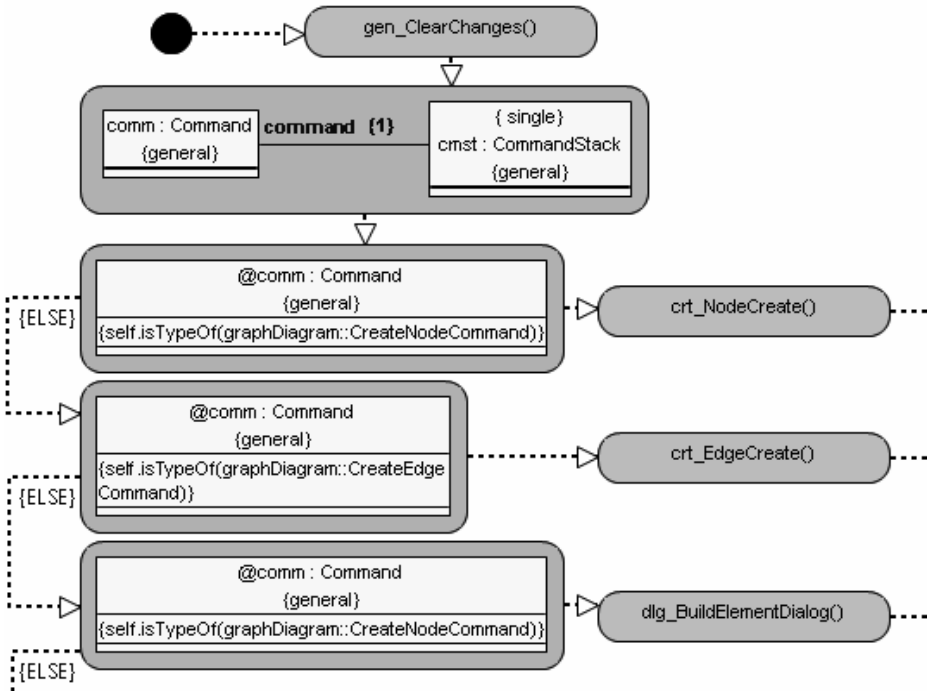 gen_ClearChanges()
comm : Command
{general}
command {1}
{ single}
cmst : CommandStack
{general}
@comm : Command
{general}
{self.isTypeOf(graphDiagram::CreateNodeCommand)}
crt_NodeCreate()
{ELSE}
@comm : Command
{general}
{self.isTypeOf(graphDiagram::CreateEdge
Command)}
crt_EdgeCreate()
{ELSE}
@comm : Command
{general}
{self.isTypeOf(graphDiagram::CreateNodeCommand)}
dlg_BuildElementDialog()
{ELSE}